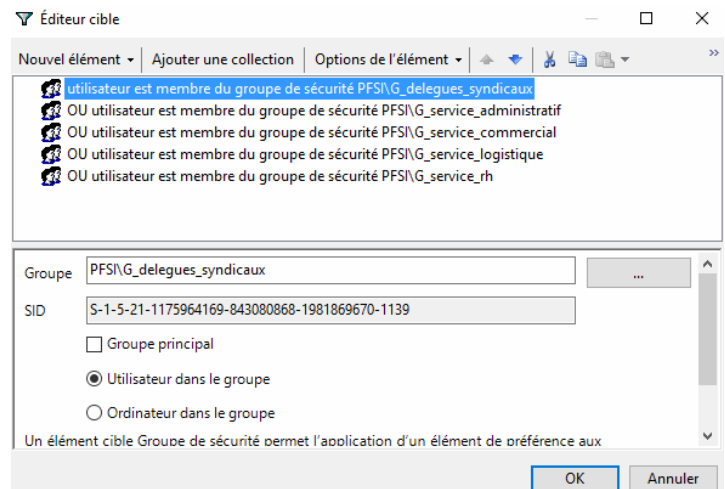 Éditeur cible
Nouvel élément Ajouter une collection Options de l'élément »
utilisateur est membre du groupe de sécurité PFSI\G_delegues_syndicaux
OU utilisateur est membre du groupe de sécurité PFSI\G_service_administratif
OU utilisateur est membre du groupe de sécurité PFSI\G_service_commercial
OU utilisateur est membre du groupe de sécurité PFSI\G_service_logistique
OU utilisateur est membre du groupe de sécurité PFSI\G_service_rh
Groupe PFSI\G_delegues_syndicaux ...
SID S-1-5-21-1175964169-843080868-1981869670-1139
Groupe principal
Utilisateur dans le groupe
Ordinateur dans le groupe
Un élément cible Groupe de sécurité permet l'application d'un élément de préférence aux
OK Annuler